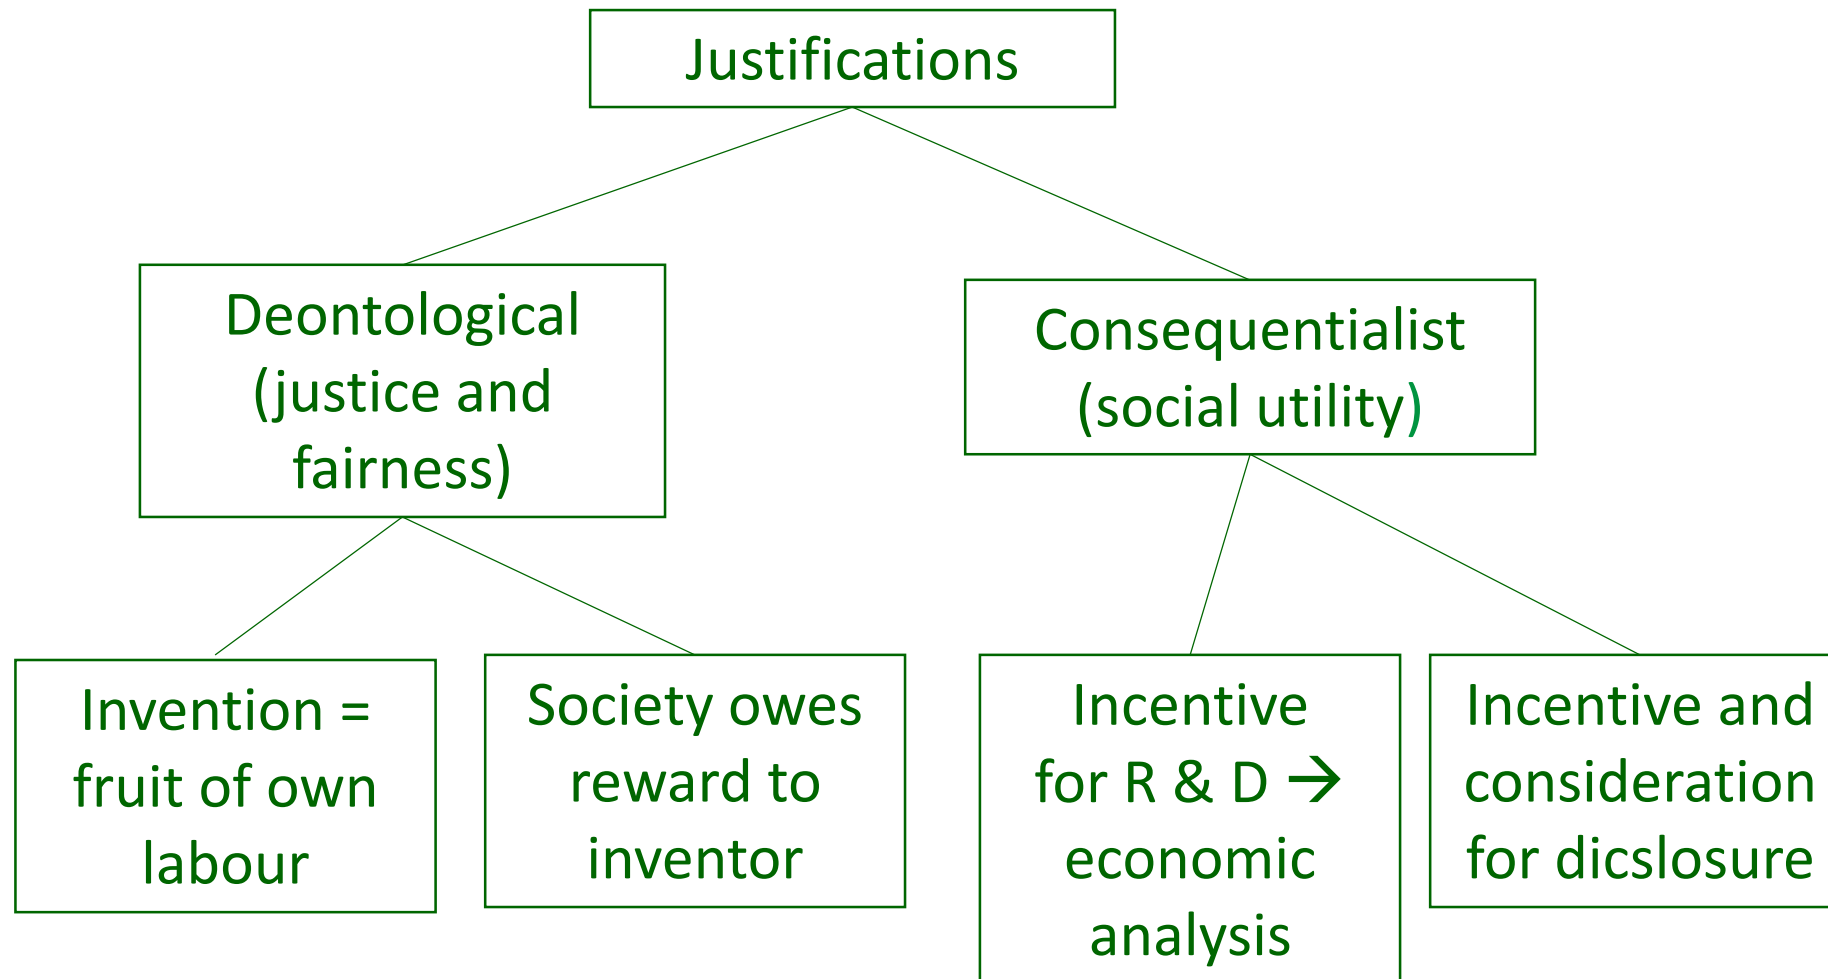 Justifications
Deontological
(justice and
fairness)
Consequentialist
(social utility)
Invention =
fruit of own
labour
Society owes
reward to
inventor
Incentive
for R & D →
economic
analysis
Incentive and
consideration
for dicslosure